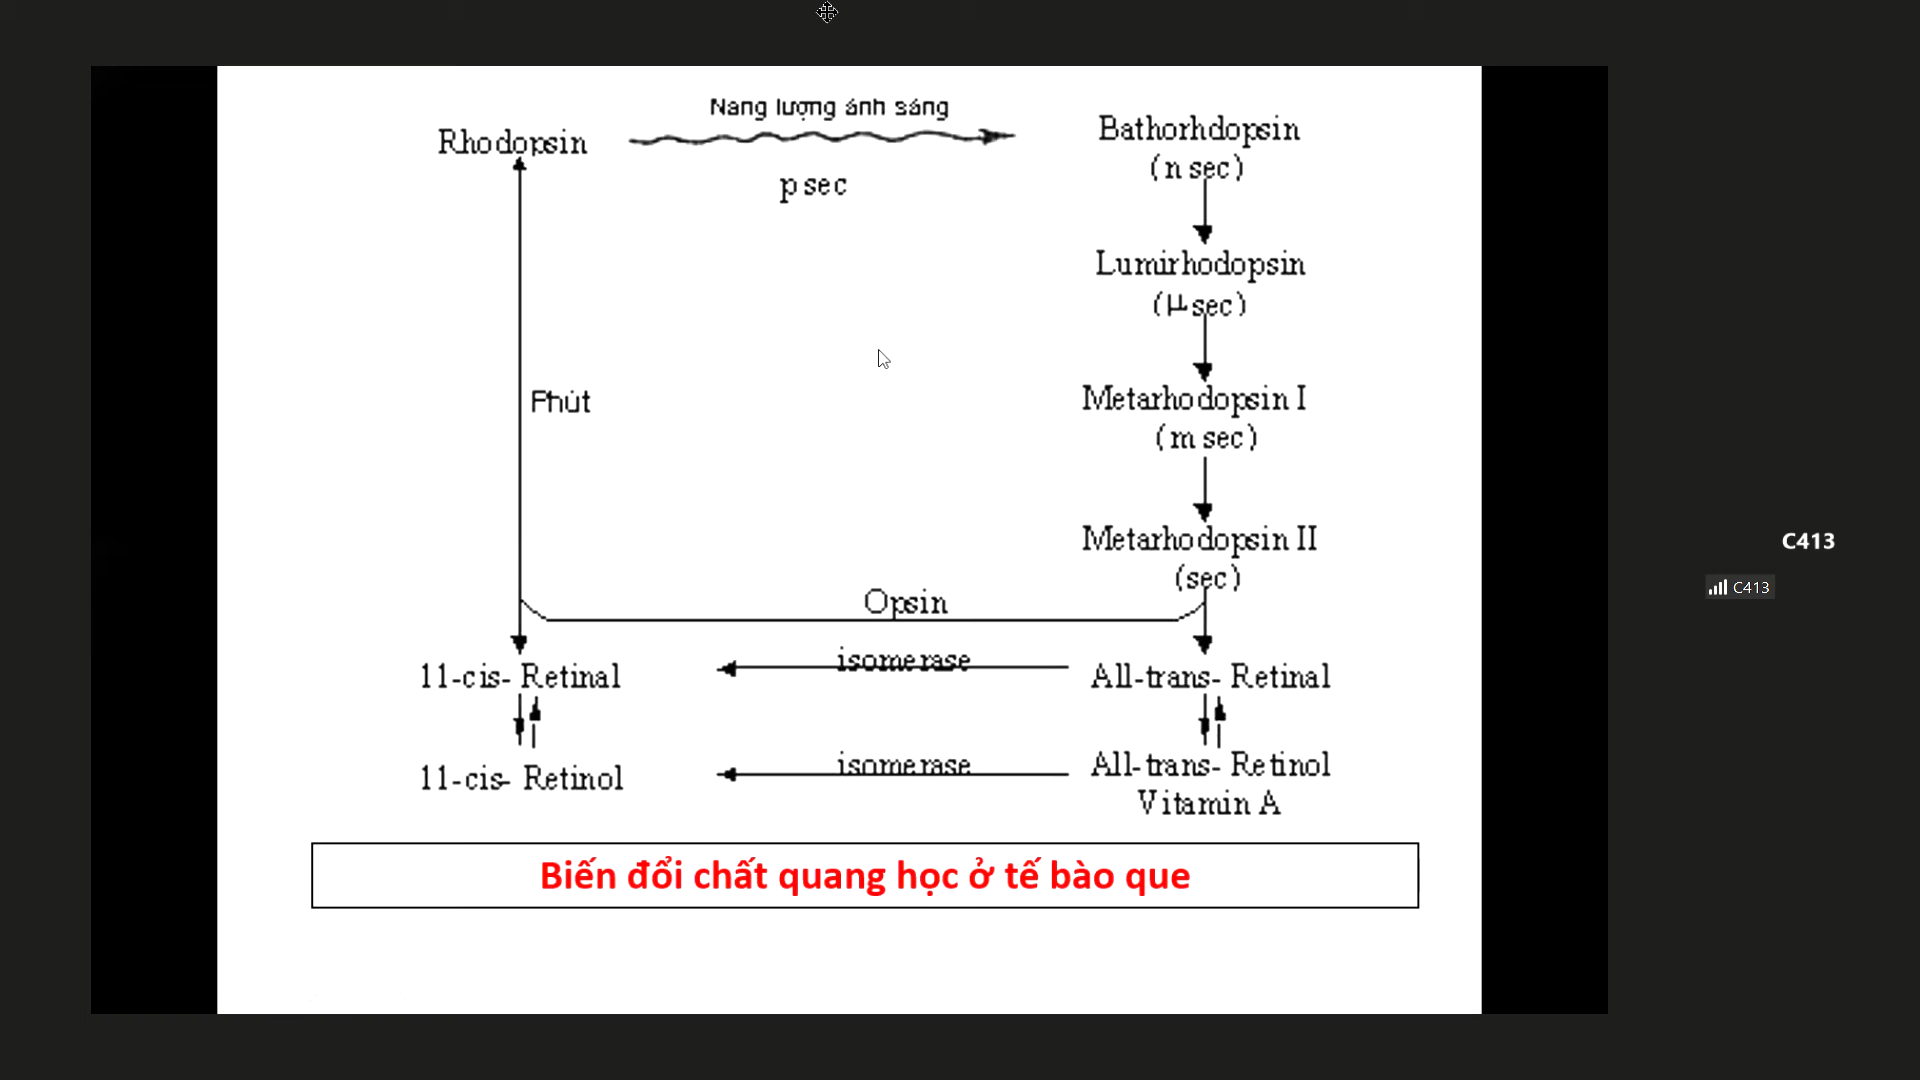 Nang lượng ánh sáng
Rhodopsin
Bathorhdopsin
(n sec)
p sec
Lumirhodopsin
(μsec)
Phút
Metarhodopsin I
(m sec)
Metarhodopsin II
(sec)
Opsin
11-cis- Retinal
isomerase
All-trans- Retinal
11-cis- Retinol
isomerase
All-trans- Retinol
Vitamin A
Biến đổi chất quang học ở tế bào que
C413
C413